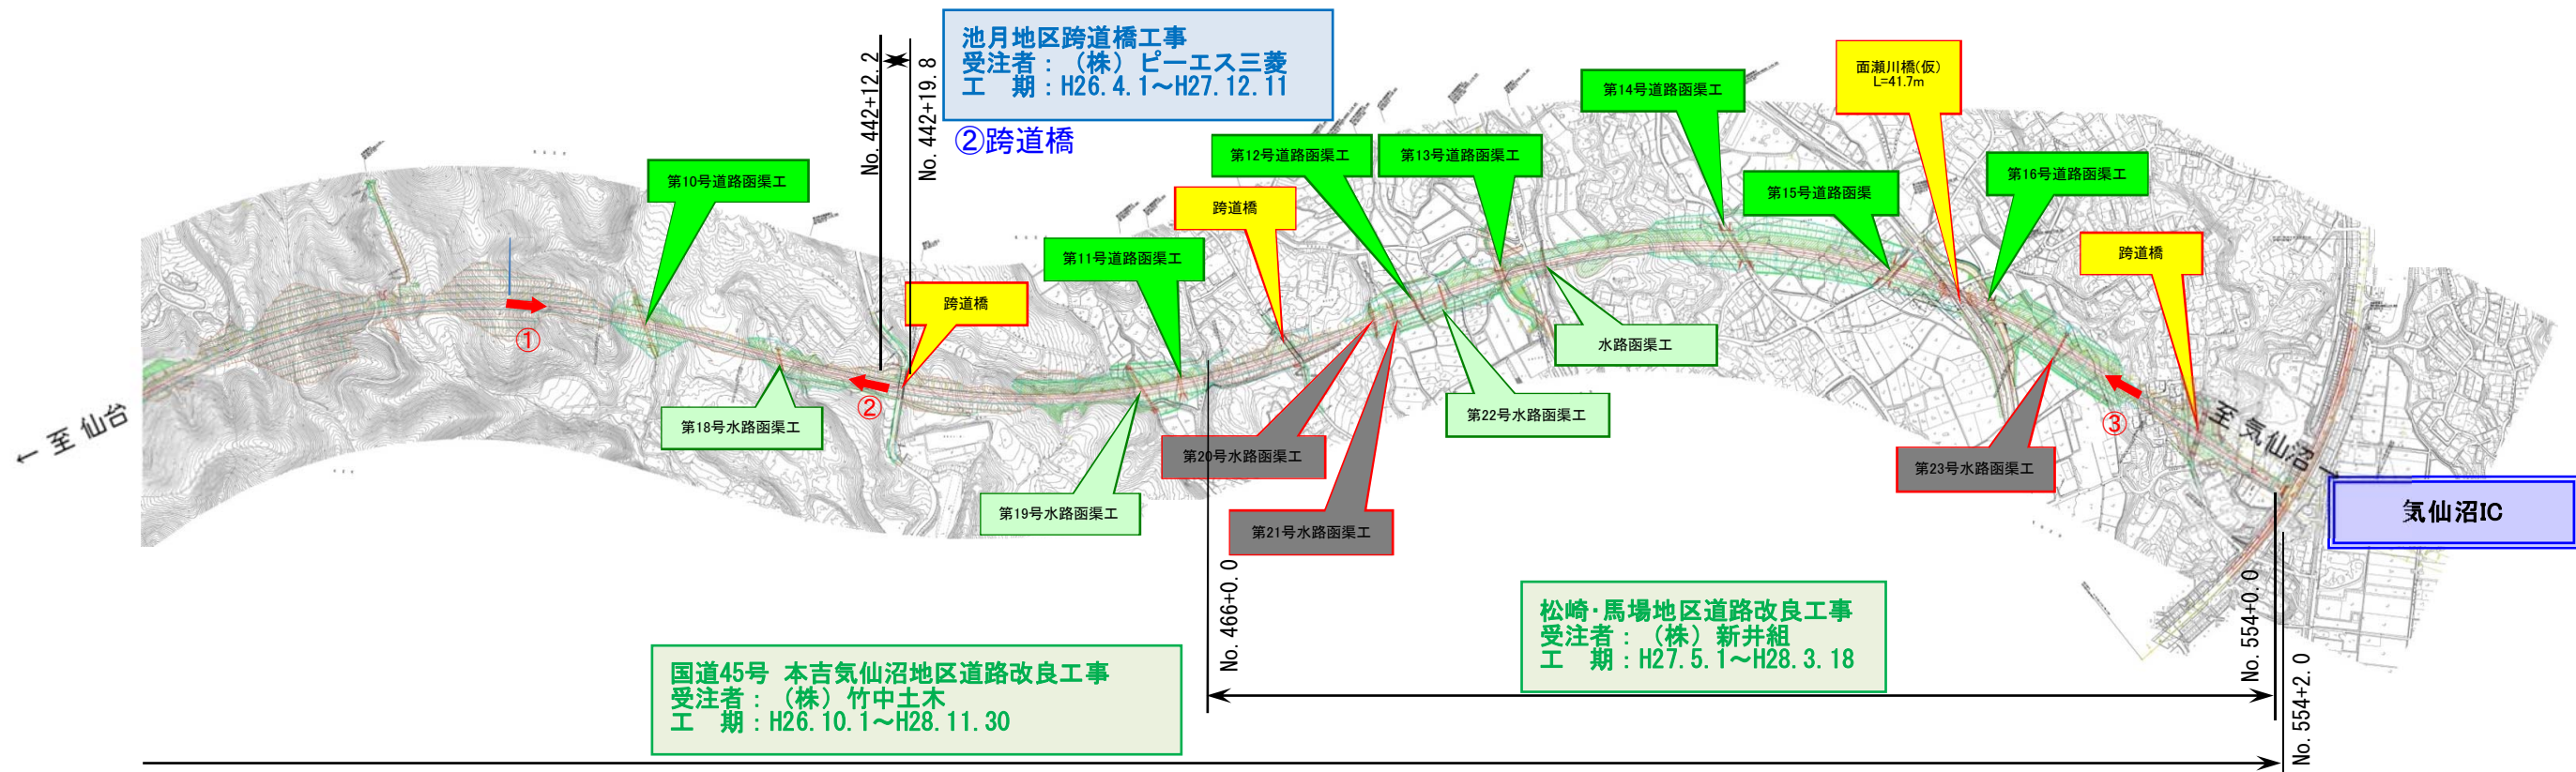 池月地区跨道橋工事
受注者：（株）ピーエス三菱
工　期：H26.4.1～H27.12.11
②跨道橋
No.442+12.2
No.442+19.8
第10号道路函渠工
第11号道路函渠工
跨道橋
跨道橋
第12号道路函渠工
第13号道路函渠工
第14号道路函渠工
面瀬川橋(仮)
L=41.7m
第15号道路函渠
第16号道路函渠工
跨道橋
①
②
③
水路函渠工
第18号水路函渠工
第19号水路函渠工
第20号水路函渠工
第21号水路函渠工
第22号水路函渠工
第23号水路函渠工
←至 仙台
至 気仙沼
気仙沼IC
No.466+0.0
No.554+0.0
No.554+2.0
松崎･馬場地区道路改良工事
受注者：（株）新井組
工　期：H27.5.1～H28.3.18
国道45号 本吉気仙沼地区道路改良工事
受注者：（株）竹中土木
工　期：H26.10.1～H28.11.30